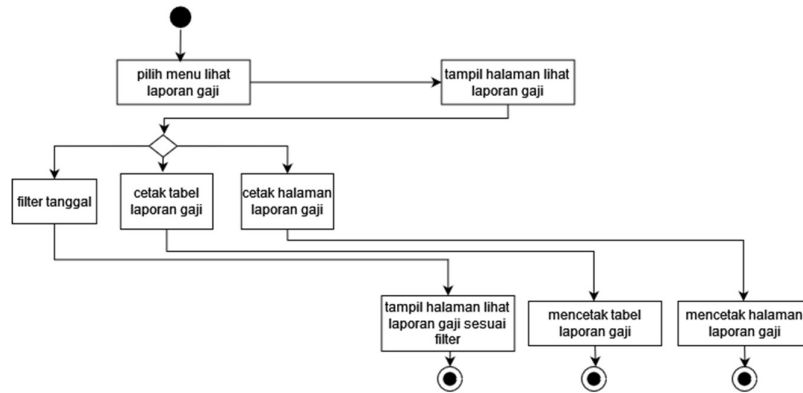 pilih menu lihat
laporan gaji
tampil halaman lihat
laporan gaji
filter tanggal
cetak tabel
laporan gaji
cetak halaman
laporan gaji
tampil halaman lihat
laporan gaji sesuai
filter
mencetak tabel
laporan gaji
mencetak halaman
laporan gaji